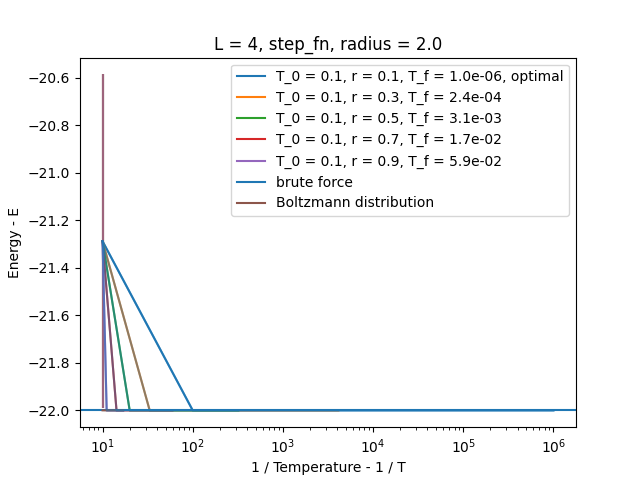 L = 4, step_fn, radius = 2.0
T_0 = 0.1, r = 0.1, T_f = 1.0e-06, optimal
T_0 = 0.1, r = 0.3, T_f = 2.4e-04
T_0 = 0.1, r = 0.5, T_f = 3.1e-03
T_0 = 0.1, r = 0.7, T_f = 1.7e-02
T_0 = 0.1, r = 0.9, T_f = 5.9e-02
brute force
Boltzmann distribution
Energy - E
−20.6
−20.8
−21.0
−21.2
−21.4
−21.6
−21.8
−22.0
10¹ 10² 10³ 10⁴ 10⁵ 10⁶
1 / Temperature - 1 / T